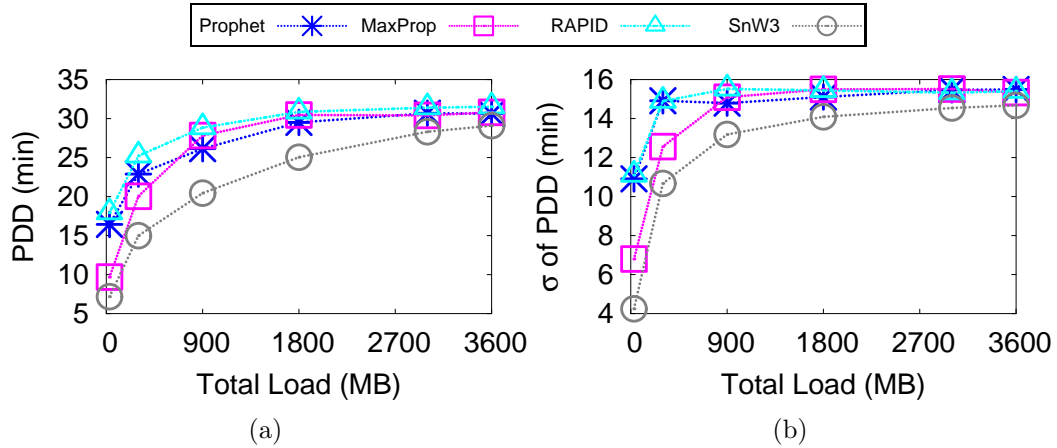 Prophet MaxProp RAPID SnW3
35
30
25
20
15
10
5
PDD (min)
0 900 1800 2700 3600
Total Load (MB)
(a)
16
14
12
10
8
6
4
σ of PDD (min)
0 900 1800 2700 3600
Total Load (MB)
(b)